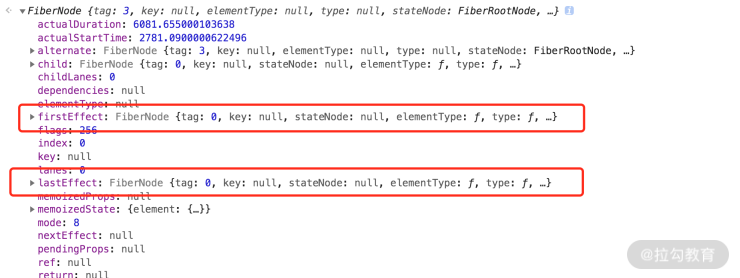 FiberNode {tag: 3, key: null, elementType: null, type: null, stateNode: FiberRootNode, …}
actualDuration: 6081.655000103638
actualStartTime: 2781.0900000622496
alternate: FiberNode {tag: 3, key: null, elementType: null, type: null, stateNode: FiberRootNode, …}
child: FiberNode {tag: 0, key: null, stateNode: null, elementType: ƒ, type: ƒ, …}
childLanes: 0
dependencies: null
elementType: null
firstEffect: FiberNode {tag: 0, key: null, stateNode: null, elementType: ƒ, type: ƒ, …}
flags: 256
index: 0
key: null
lanes: 0
lastEffect: FiberNode {tag: 0, key: null, stateNode: null, elementType: ƒ, type: ƒ, …}
memoizedProps: null
memoizedState: {element: {…}}
mode: 8
nextEffect: null
pendingProps: null
ref: null
return: null
@拉勾教育